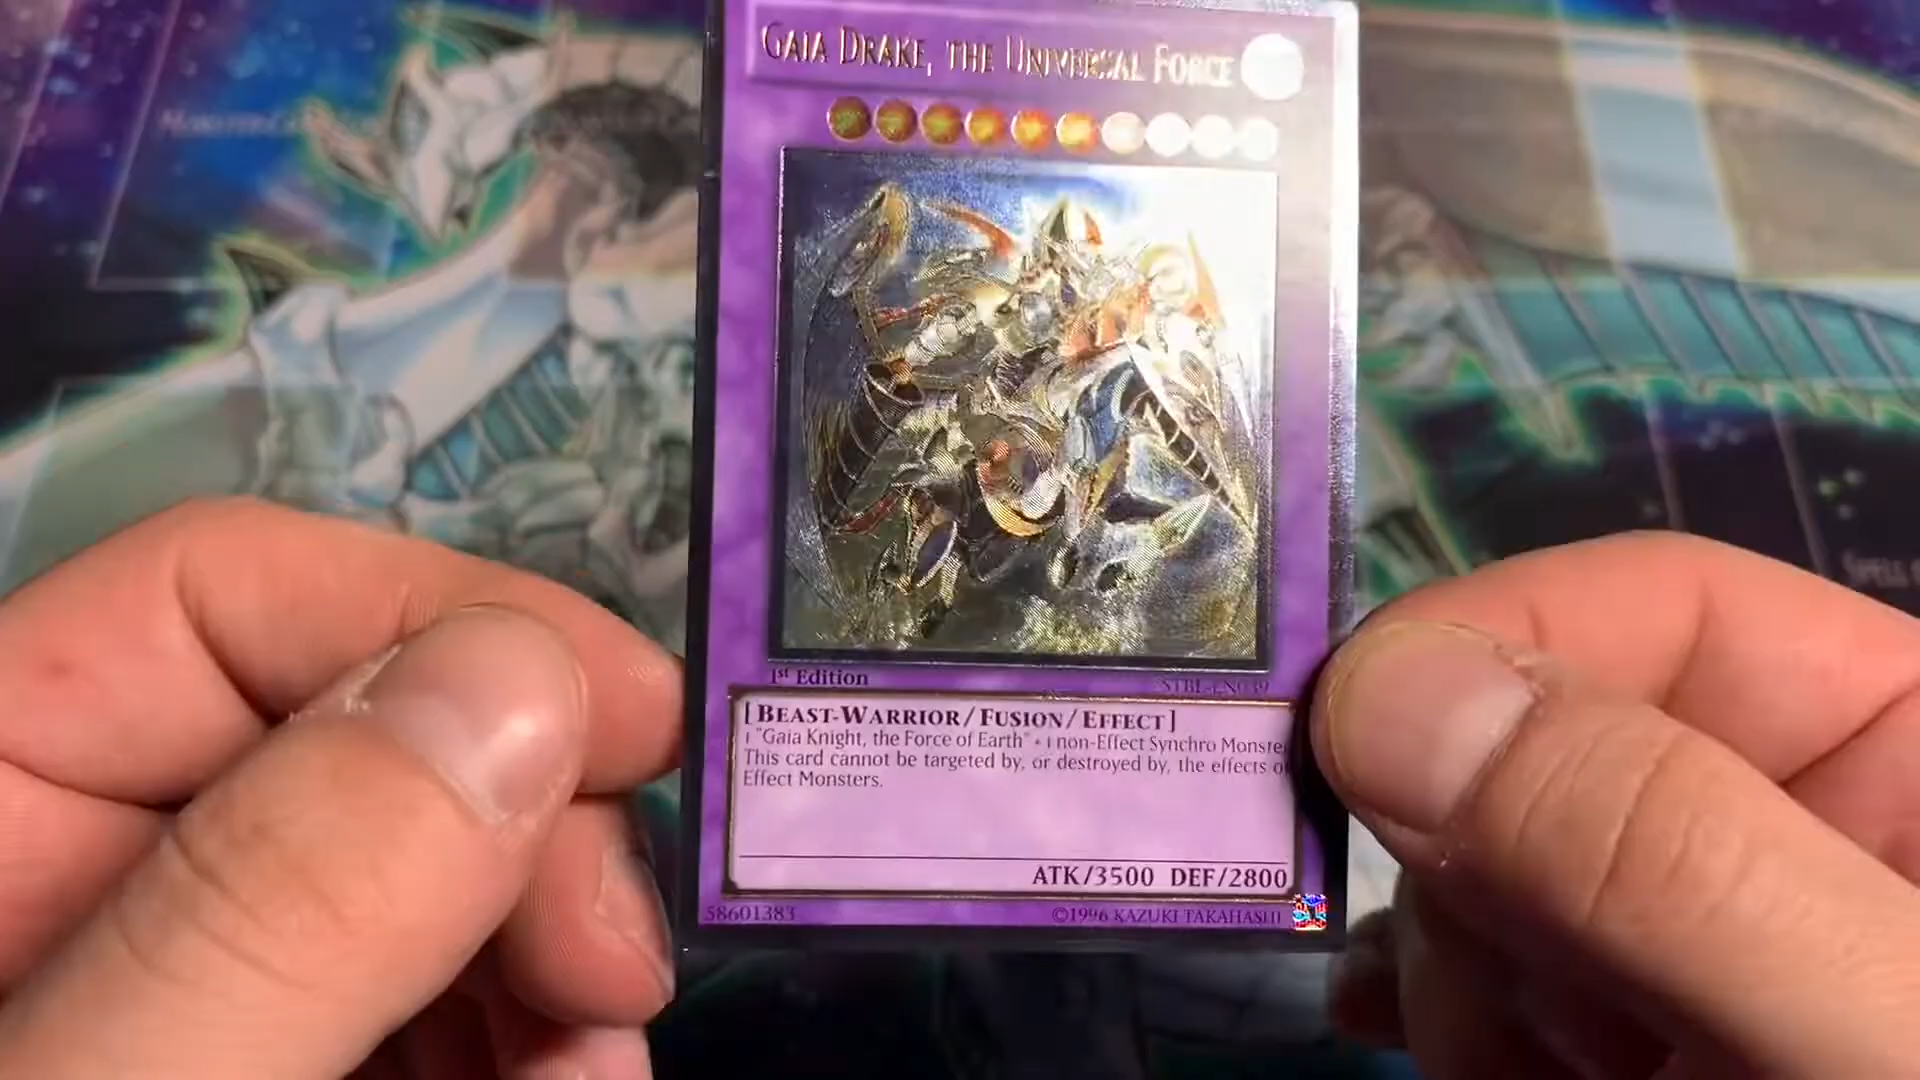 GAIA DRAKE, THE UNIVERSAL FORCE
1st Edition
STBL-EN039
[BEAST-WARRIOR/FUSION/EFFECT]
1 "Gaia Knight, the Force of Earth" + 1 non-Effect Synchro Monster
This card cannot be targeted by, or destroyed by, the effects of
Effect Monsters.
ATK/3500 DEF/2800
58601383
©1996 KAZUKI TAKAHASHI